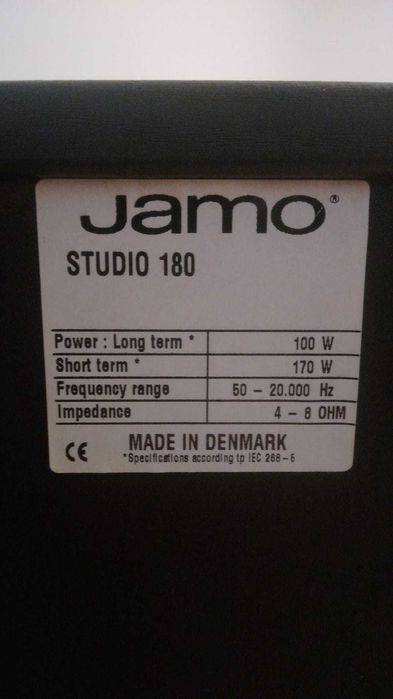 Jamo®
STUDIO 180
Power : Long term * 100 W
Short term * 170 W
Frequency range 50 – 20.000 Hz
Impedance 4 – 8 OHM
CE MADE IN DENMARK
*Specifications according tp IEC 268 – 5